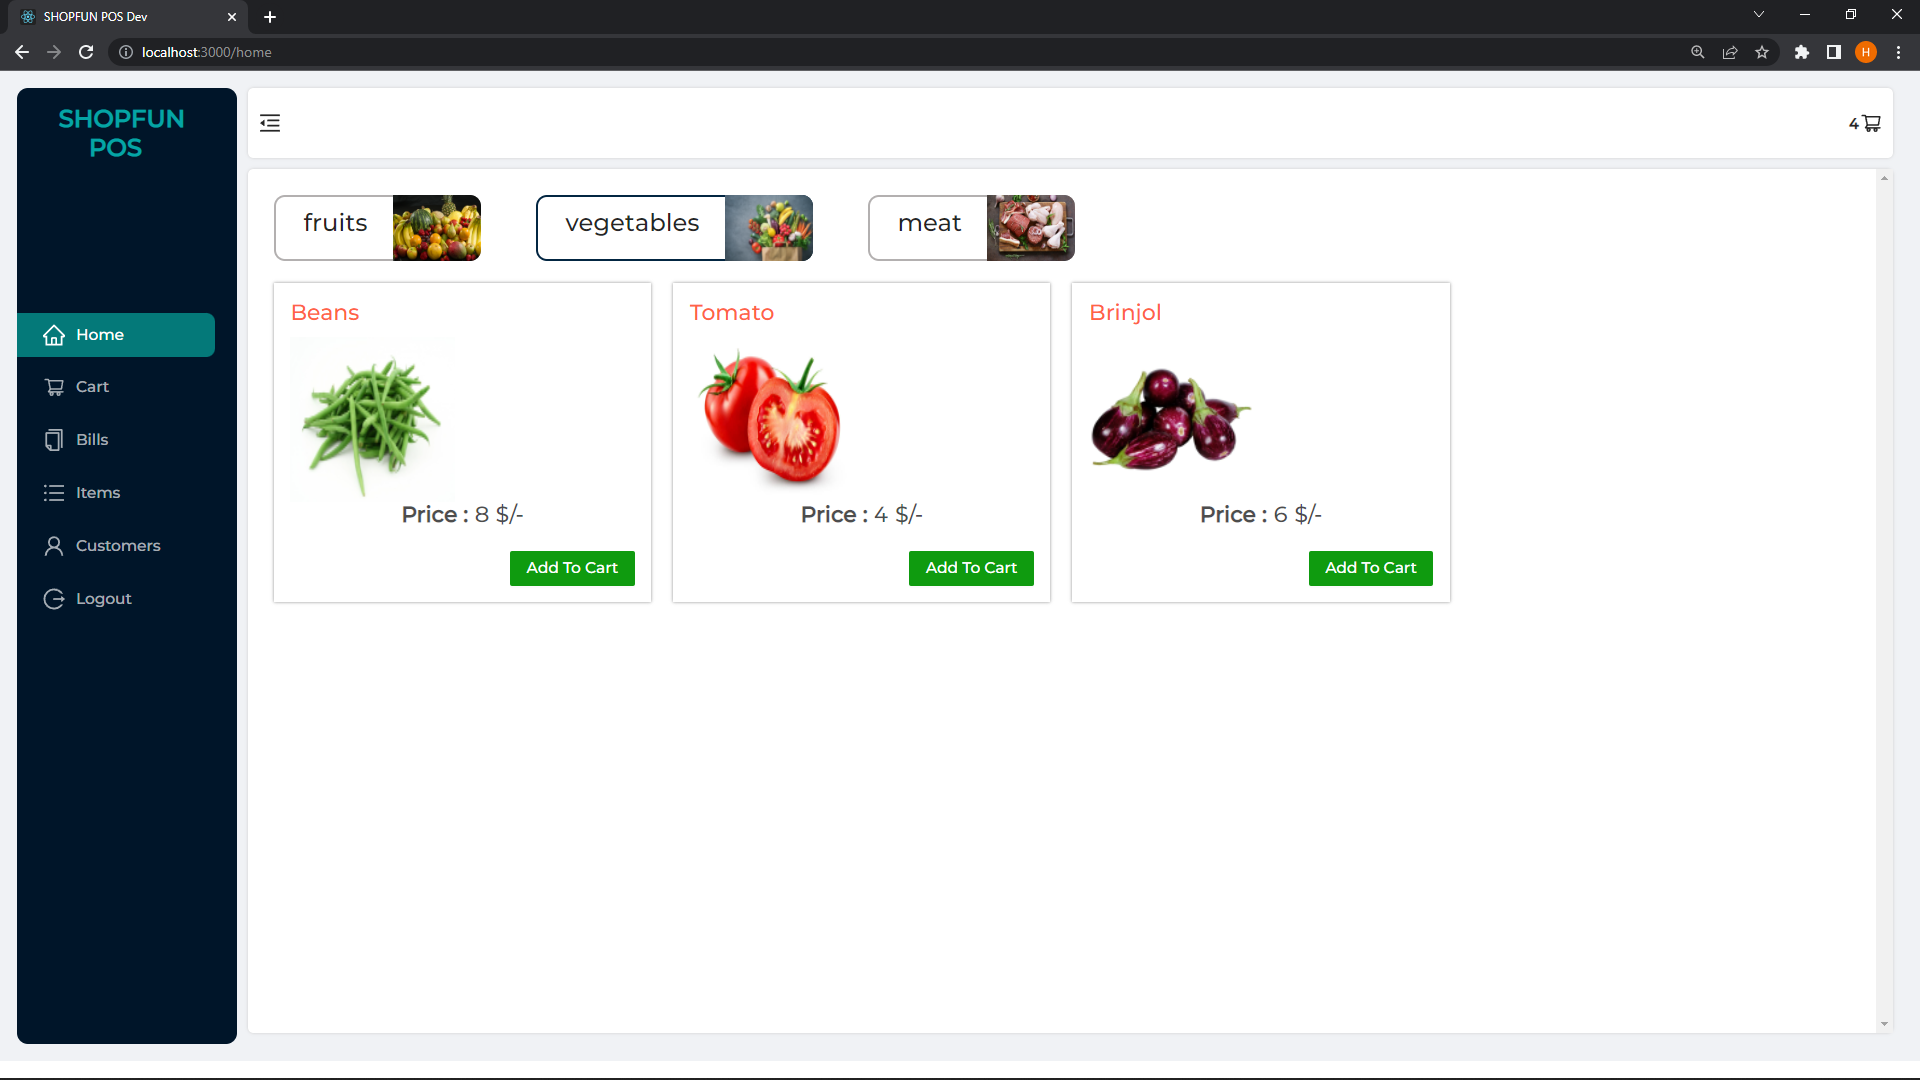 SHOPFUN POS Dev
localhost:3000/home
H
SHOPFUN
POS
4
Home
Cart
Bills
Items
Customers
Logout
fruits
vegetables
meat
Beans
Price : 8 $/-
Add To Cart
Tomato
Price : 4 $/-
Add To Cart
Brinjol
Price : 6 $/-
Add To Cart